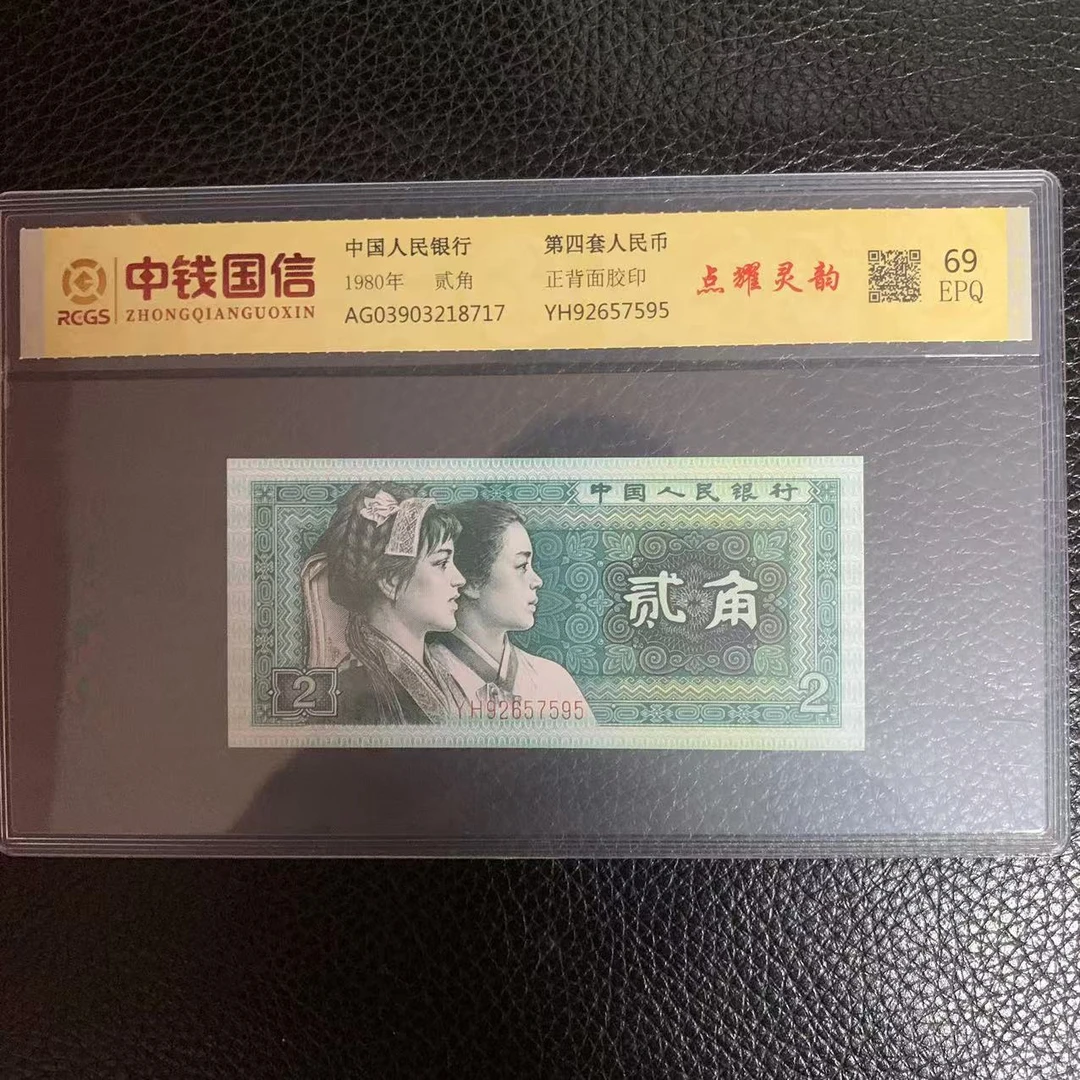 中钱国信
RCGS
ZHONGQIANGUOXIN
中国人民银行
1980年 贰角
AG03903218717
第四套人民币
正背面胶印
YH92657595
点耀灵韵
69
EPQ
中国人民银行
贰角
2
YH92657595
2